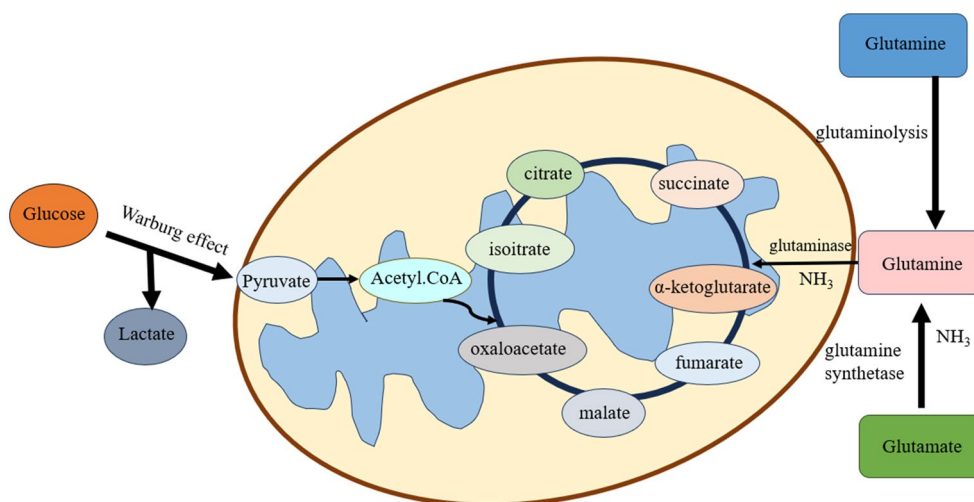 Glutamine
glutaminolysis
citrate
succinate
Glucose
Warburg effect
isoitrate
glutaminase
Glutamine
Pyruvate
Acetyl.CoA
α-ketoglutarate
NH₃
Lactate
oxaloacetate
fumarate
glutamine
synthetase
NH₃
malate
Glutamate